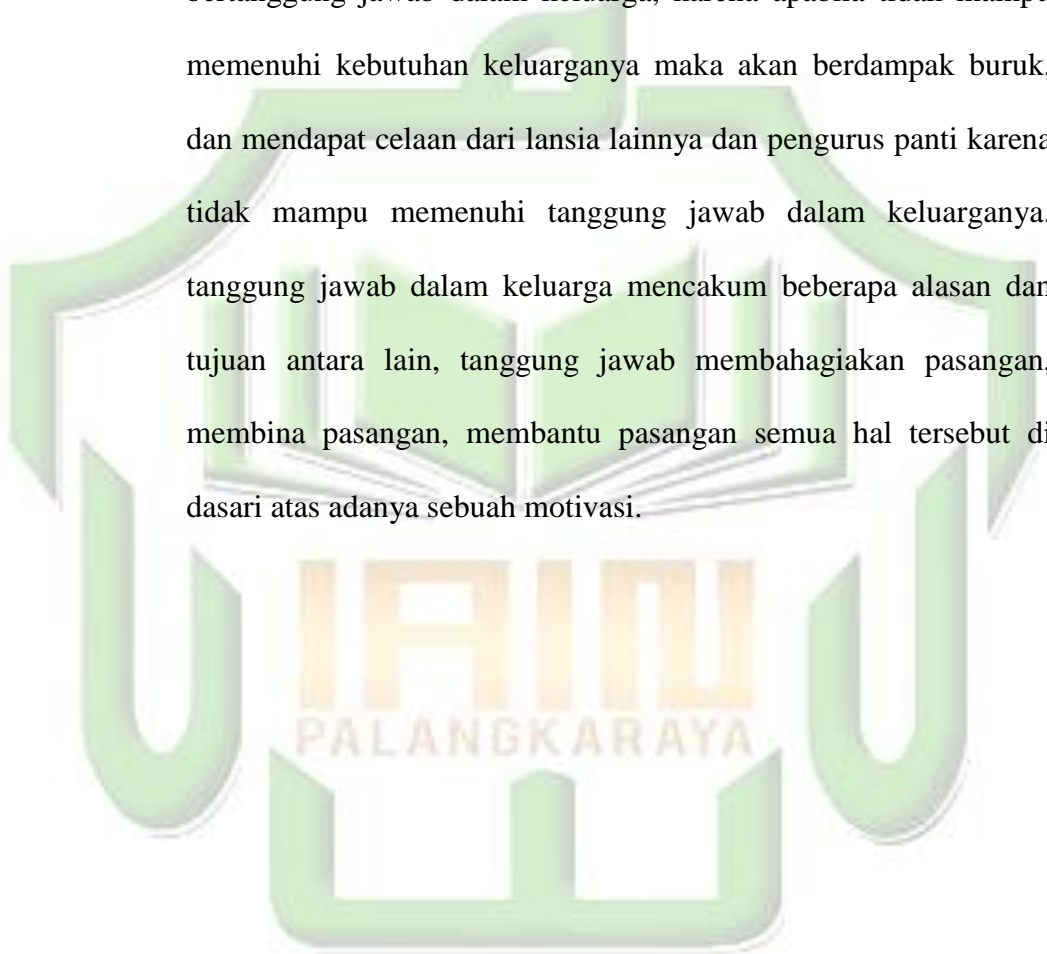 bertanggung jawab dalam keluarga, karena apabila tidak mampu
memenuhi kebutuhan keluarganya maka akan berdampak buruk,
dan mendapat celaan dari lansia lainnya dan pengurus panti karena
tidak mampu memenuhi tanggung jawab dalam keluarganya.
tanggung jawab dalam keluarga mencakum beberapa alasan dan
tujuan antara lain, tanggung jawab membahagiakan pasangan,
membina pasangan, membantu pasangan semua hal tersebut di
dasari atas adanya sebuah motivasi.
IAIN
PALANGKARAYA